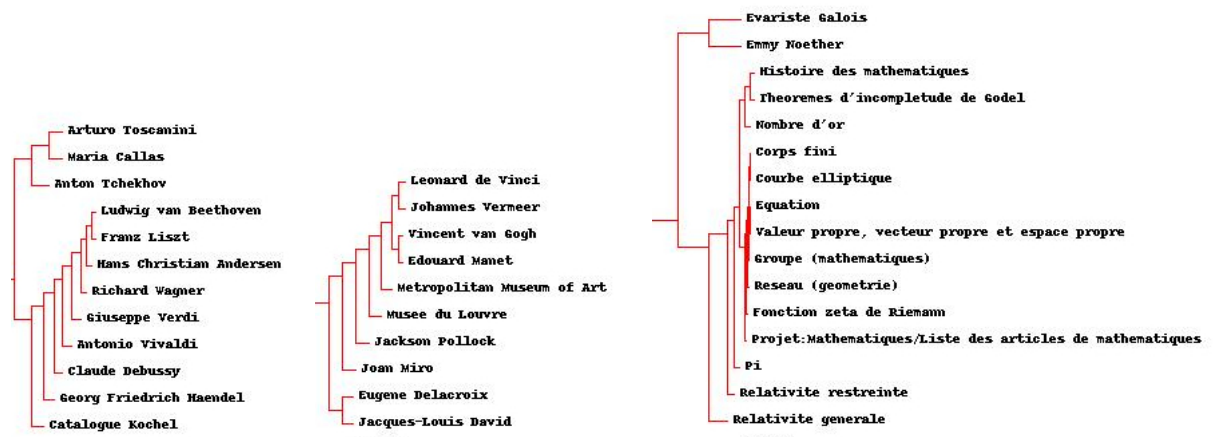 Arturo Toscanini
Maria Callas
Anton Tchekhov
Ludwig van Beethoven
Franz Liszt
Hans Christian Andersen
Richard Wagner
Giuseppe Verdi
Antonio Vivaldi
Claude Debussy
Georg Friedrich Haendel
Catalogue Kochel
Leonard de Vinci
Johannes Vermeer
Vincent van Gogh
Edouard Manet
Metropolitan Museum of Art
Musee du Louvre
Jackson Pollock
Joan Miro
Eugene Delacroix
Jacques-Louis David
Evariste Galois
Emmy Noether
Histoire des mathematiques
Theoremes d'incompletude de Godel
Nombre d'or
Corps fini
Courbe elliptique
Equation
Valeur propre, vecteur propre et espace propre
Groupe (mathematiques)
Reseau (geometrie)
Fonction zeta de Riemann
Projet:Mathematiques/Liste des articles de mathematiques
Pi
Relativite restreinte
Relativite generale